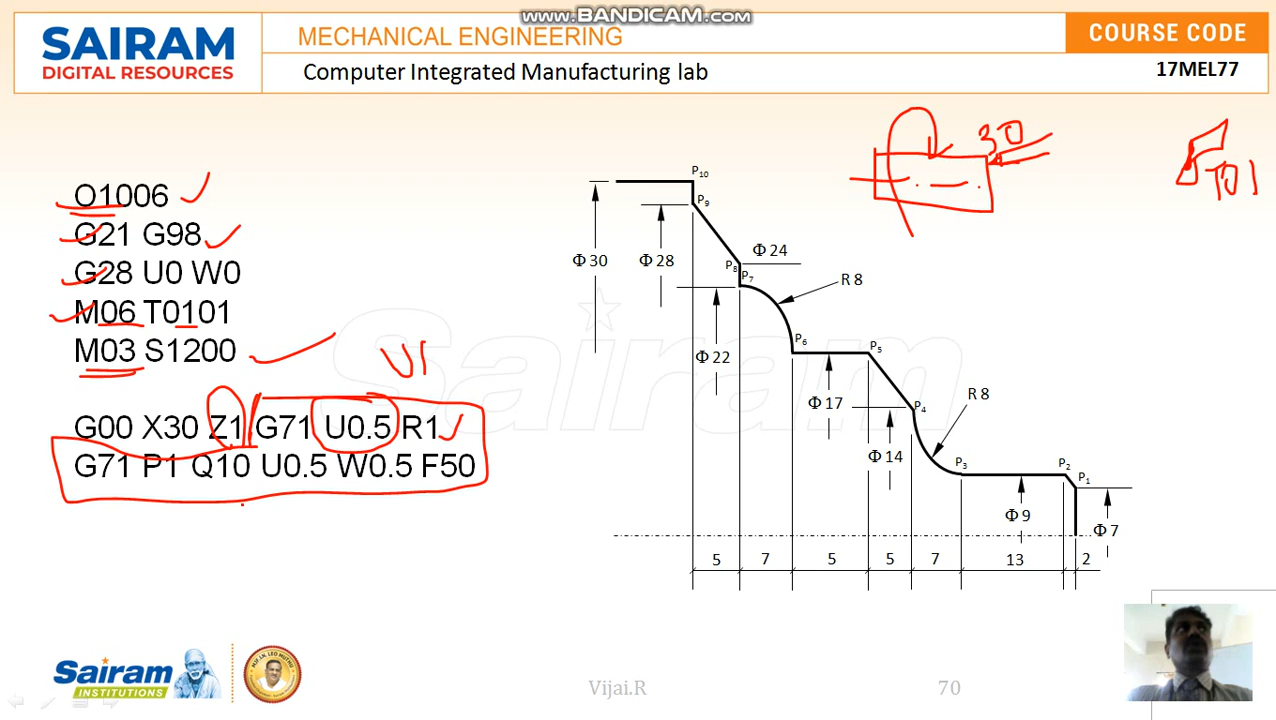 www.BANDICAM.com
SAIRAM
DIGITAL RESOURCES
MECHANICAL ENGINEERING
COURSE CODE
Computer Integrated Manufacturing lab
17MEL77
O1006
G21 G98
G28 U0 W0
M06 T0101
M03 S1200
G00 X30 Z1 G71 U0.5 R1
G71 P1 Q10 U0.5 W0.5 F50
U1
30
T01
P10
P9
Φ 30
Φ 28
Φ 24
P8
P7
R 8
Φ 22
P6
P5
Φ 17
P4
R 8
Φ 14
P3
P2
P1
Φ 9
Φ 7
5
7
5
5
7
13
2
Sairam
Sairam
INSTITUTIONS
Vijai.R
70